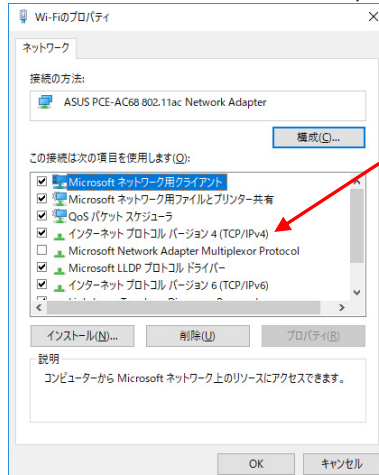 Wi-Fiのプロパティ
ネットワーク
接続の方法:
ASUS PCE-AC68 802.11ac Network Adapter
構成(C)...
この接続は次の項目を使用します(O):
Microsoft ネットワーク用クライアント
Microsoft ネットワーク用ファイルとプリンター共有
QoS パケット スケジューラ
インターネット プロトコル バージョン 4 (TCP/IPv4)
Microsoft Network Adapter Multiplexor Protocol
Microsoft LLDP プロトコル ドライバー
インターネット プロトコル バージョン 6 (TCP/IPv6)
インストール(N)... 削除(U) プロパティ(R)
説明
コンピューターから Microsoft ネットワーク上のリソースにアクセスできます。
OK キャンセル